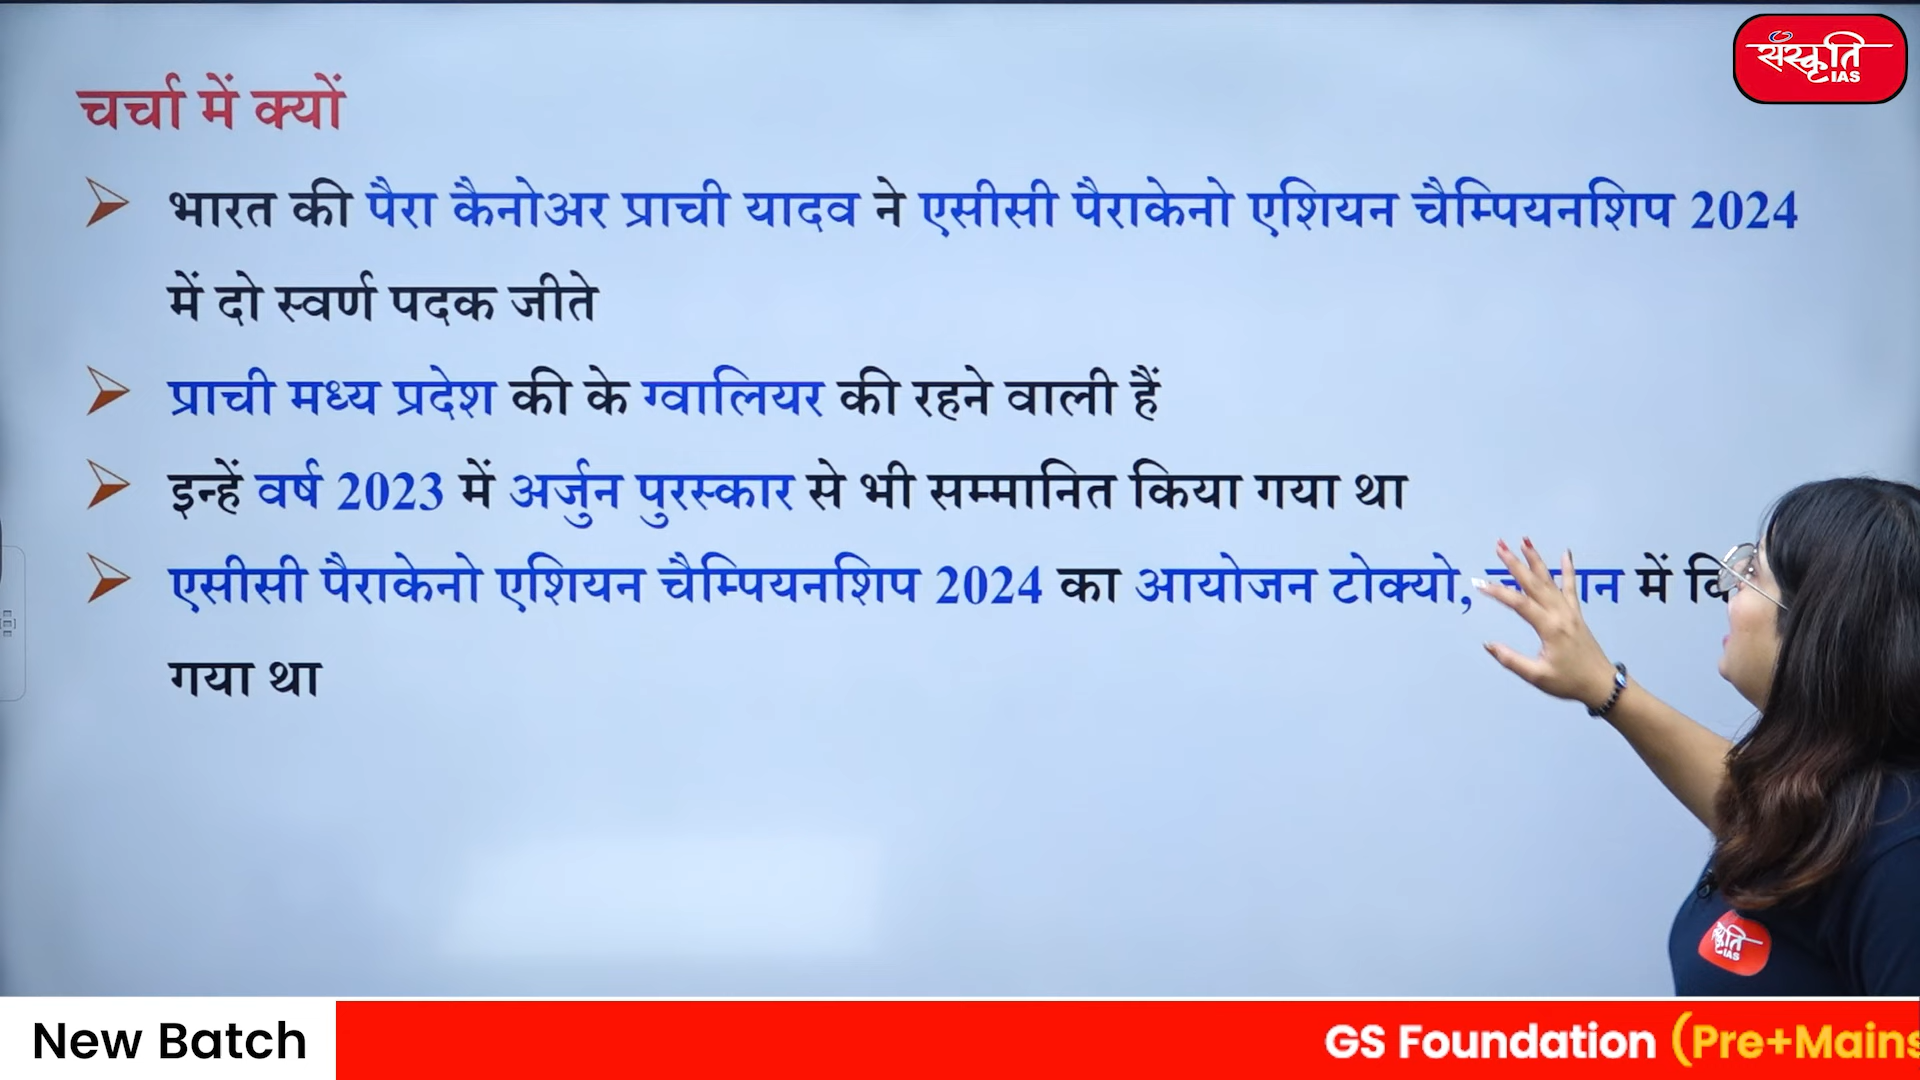 संस्कृति
IAS
चर्चा में क्यों
भारत की पैरा कैनोअर प्राची यादव ने एसीसी पैराकेनो एशियन चैम्पियनशिप 2024
में दो स्वर्ण पदक जीते
प्राची मध्य प्रदेश की के ग्वालियर की रहने वाली हैं
इन्हें वर्ष 2023 में अर्जुन पुरस्कार से भी सम्मानित किया गया था
एसीसी पैराकेनो एशियन चैम्पियनशिप 2024 का आयोजन टोक्यो, में
गया था
IAS
New Batch
GS Foundation (Pre+Mains